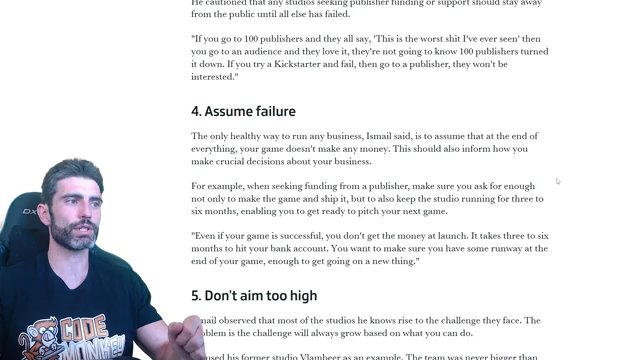 He cautioned that any studios seeking publisher funding or support should stay away
from the public until all else has failed.
"If you go to 100 publishers and they all say, 'This is the worst shit I've ever seen' then
you go to an audience and they love it, they're not going to know 100 publishers turned
it down. If you try a Kickstarter and fail, then go to a publisher, they won't be
interested."
4. Assume failure
The only healthy way to run any business, Ismail said, is to assume that at the end of
everything, your game doesn't make any money. This should also inform how you
make crucial decisions about your business.
For example, when seeking funding from a publisher, make sure you ask for enough
not only to make the game and ship it, but to also keep the studio running for three to
six months, enabling you to get ready to pitch your next game.
"Even if your game is successful, you don't get the money at launch. It takes three to six
months to hit your bank account. You want to make sure you have some runway at the
end of your game, enough to get going on a new thing."
5. Don't aim too high
mail observed that most of the studios he knows rise to the challenge they face. The
oblem is the challenge will always grow based on what you can do.
used his former studio Vlambeer as an example. The team was never bigger than
DX
CODE
MONKEY